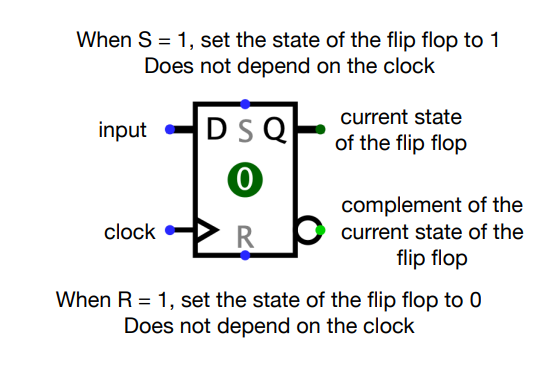 When S = 1, set the state of the flip flop to 1
Does not depend on the clock
input
D S Q
current state
of the flip flop
0
clock
R
complement of the
current state of the
flip flop
When R = 1, set the state of the flip flop to 0
Does not depend on the clock